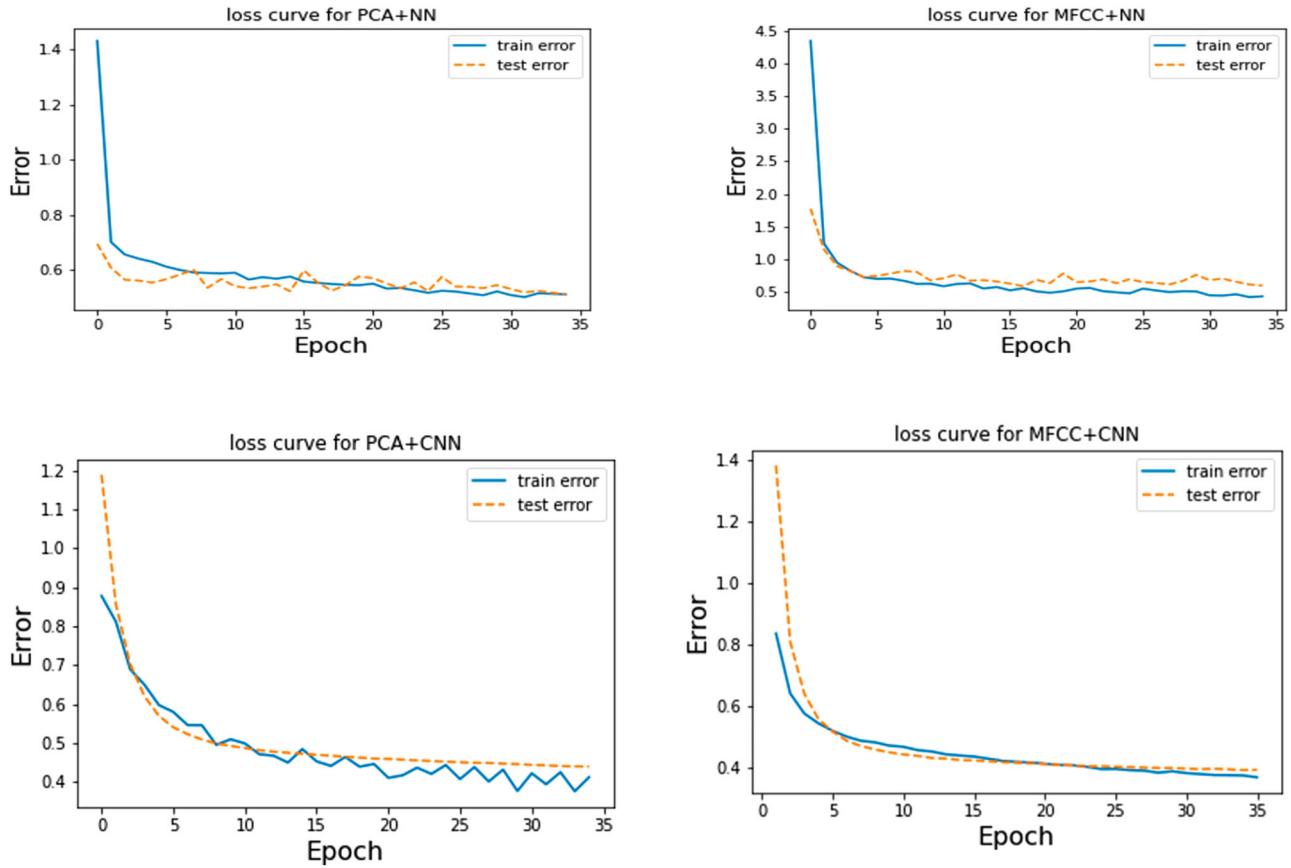 loss curve for PCA+NN
train error
test error
1.4
1.2
1.0
0.8
0.6
Error
0 5 10 15 20 25 30 35
Epoch
loss curve for MFCC+NN
train error
test error
4.5
4.0
3.5
3.0
2.5
2.0
1.5
1.0
0.5
Error
0 5 10 15 20 25 30 35
Epoch
loss curve for PCA+CNN
train error
test error
1.2
1.1
1.0
0.9
0.8
0.7
0.6
0.5
0.4
Error
0 5 10 15 20 25 30 35
Epoch
loss curve for MFCC+CNN
train error
test error
1.4
1.2
1.0
0.8
0.6
0.4
Error
0 5 10 15 20 25 30 35
Epoch